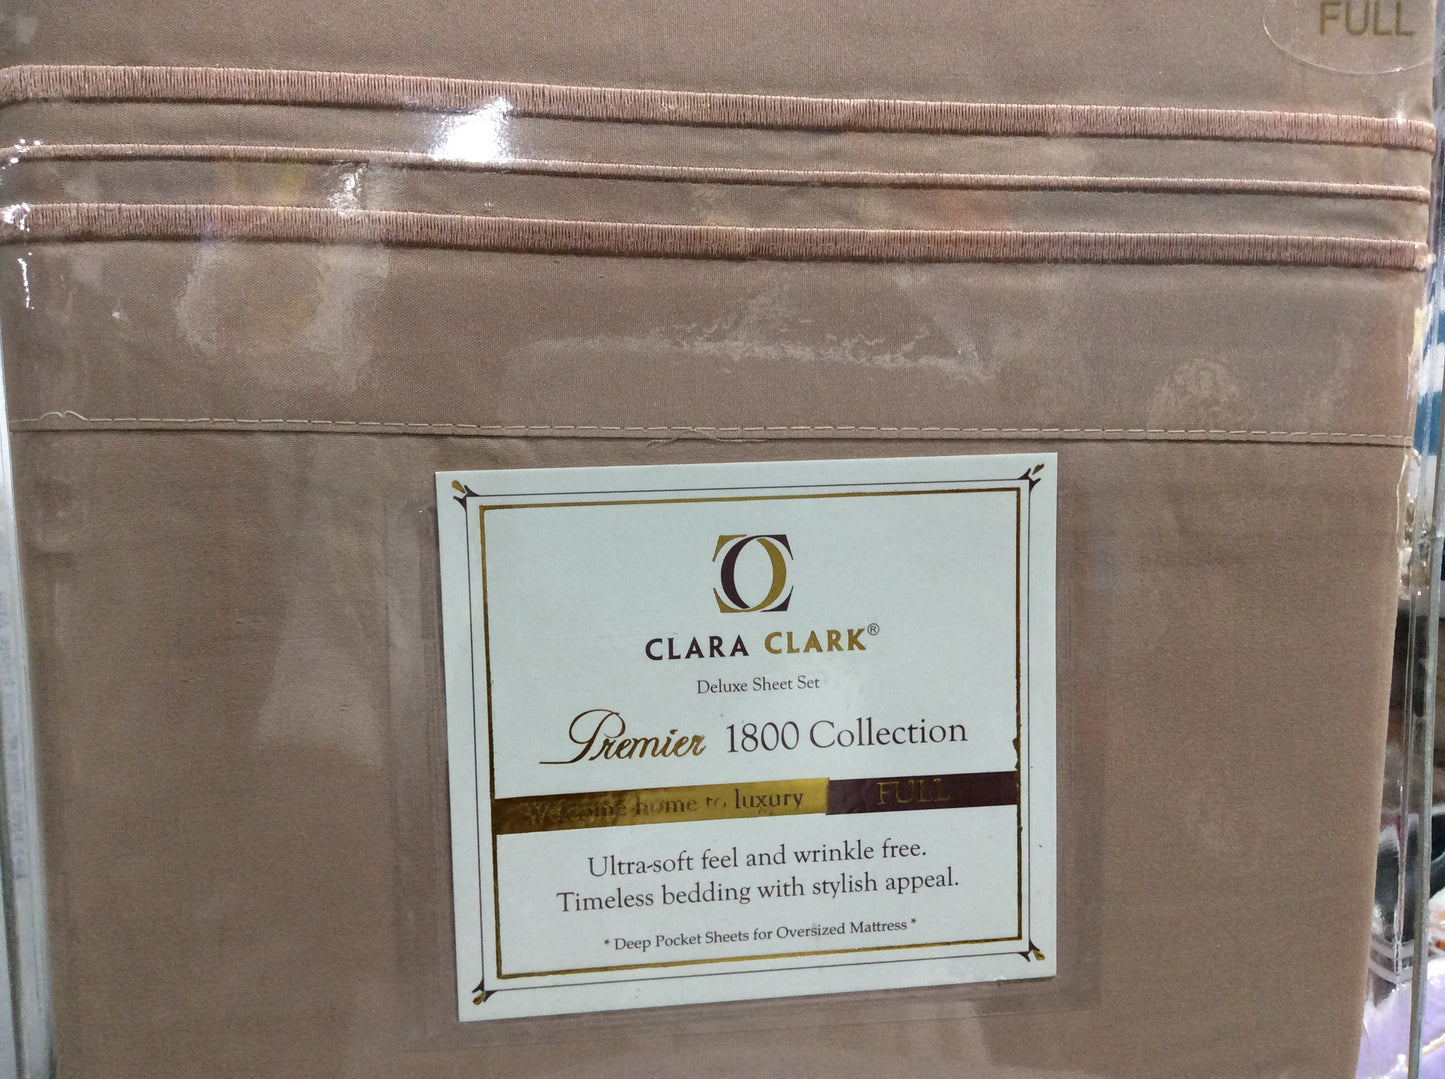 FULL
CLARA CLARK®
Deluxe Sheet Set
Premier 1800 Collection
Welcome home to luxury FULL
Ultra-soft feel and wrinkle free.
Timeless bedding with stylish appeal.
* Deep Pocket Sheets for Oversized Mattress *